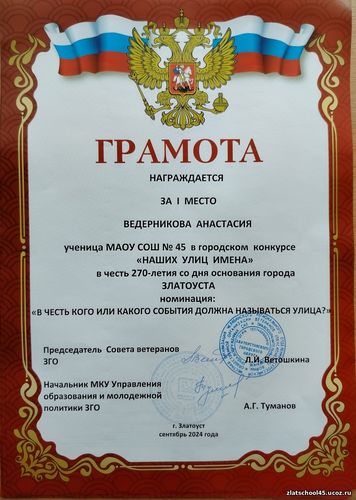 ГРАМОТА
НАГРАЖДАЕТСЯ
ЗА I МЕСТО
ВЕДЕРНИКОВА АНАСТАСИЯ
ученица МАОУ СОШ № 45 в городском конкурсе
«НАШИХ УЛИЦ ИМЕНА»
в честь 270-летия со дня основания города
ЗЛАТОУСТА
номинация:
«В ЧЕСТЬ КОГО ИЛИ КАКОГО СОБЫТИЯ ДОЛЖНА НАЗЫВАТЬСЯ УЛИЦА?»
Председатель Совета ветеранов
ЗГО Л.И. Ветошкина
Начальник МКУ Управления
образования и молодежной
политики ЗГО А.Г. Туманов
г. Златоуст
сентябрь 2024 года
zlatschool45.ucoz.ru